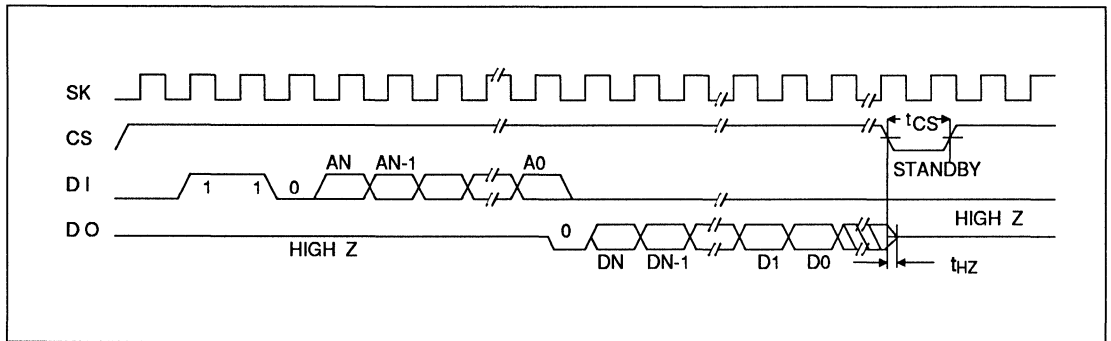 SK
CS
tCS
STANDBY
DI
1 1 0 AN AN-1 A0
DO
HIGH Z
0
DN DN-1 D1 D0
HIGH Z
tHZ